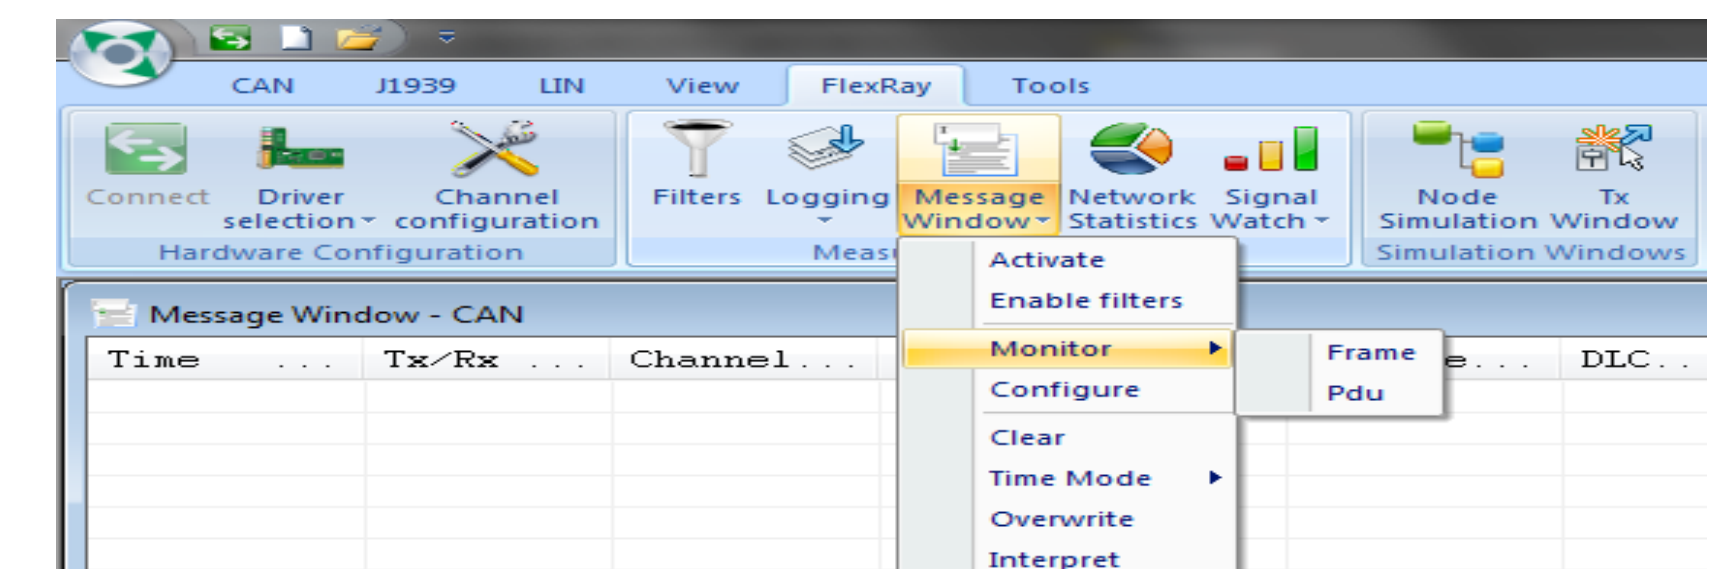 CAN J1939 LIN View FlexRay Tools
Connect Driver selection Channel configuration Filters Logging Message Window Network Statistics Signal Watch Node Simulation Tx Window
Hardware Configuration Meas Simulation Windows
Activate
Enable filters
Monitor
Configure
Clear
Time Mode
Overwrite
Interpret
Frame
Pdu
Message Window - CAN
Time ... Tx/Rx ... Channel... e... DLC..